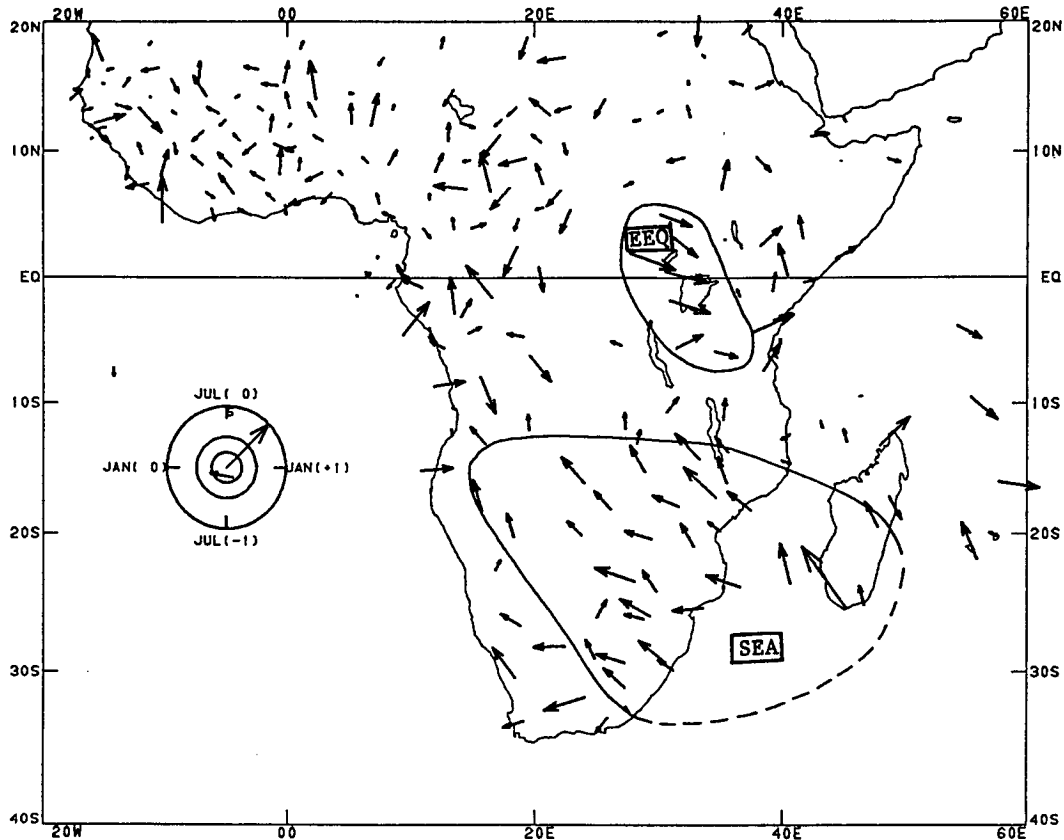 20W 00 20E 40E 60E
20N 20N
10N 10N
EEQ
EQ EQ
10S 10S
JUL( 0)
JAN( 0) JAN(+1)
JUL(-1)
20S 20S
SEA
30S 30S
40S 40S
20W 00 20E 40E 60E